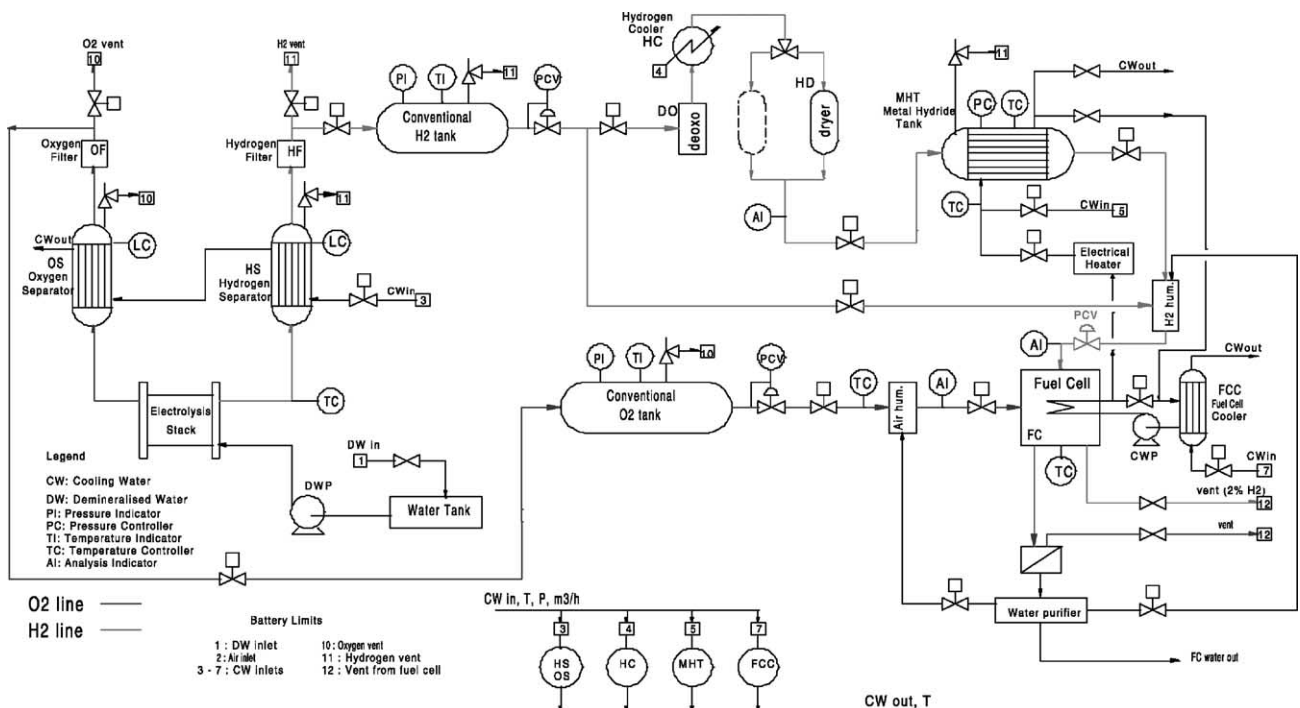 O2 vent
10
H2 vent
11
Hydrogen
Cooler
HC
4
PI
TI
11
PCV
Conventional
H2 tank
DO
deoxo
HD
dryer
AI
11
MHT
Metal Hydride
Tank
PC
TC
CWout
TC
CWin
5
Electrical
Heater
Oxygen
Filter
OF
Hydrogen
Filter
HF
10
11
CWout
LC
LC
OS
Oxygen
Separator
HS
Hydrogen
Separator
CWin
3
H2 hum.
PCV
AI
Electrolysis
Stack
TC
PI
TI
10
PCV
Conventional
O2 tank
TC
Air hum.
AI
Fuel Cell
FC
TC
CWP
CWout
FCC
Fuel Cell
Cooler
CWin
7
vent (2% H2)
12
vent
12
DW in
1
DWP
Water Tank
Water purifier
FC water out
Legend
CW: Cooling Water
DW: Demineralised Water
PI: Pressure Indicator
PC: Pressure Controller
TI: Temperature Indicator
TC: Temperature Controller
AI: Analysis Indicator
O2 line
H2 line
Battery Limits
1 : DW inlet
2: Air inlet
3 - 7 : CW inlets
10: Oxygen vent
11 : Hydrogen vent
12 : Vent from fuel cell
CW in, T, P, m3/h
3
4
5
7
HS
OS
HC
MHT
FCC
CW out, T